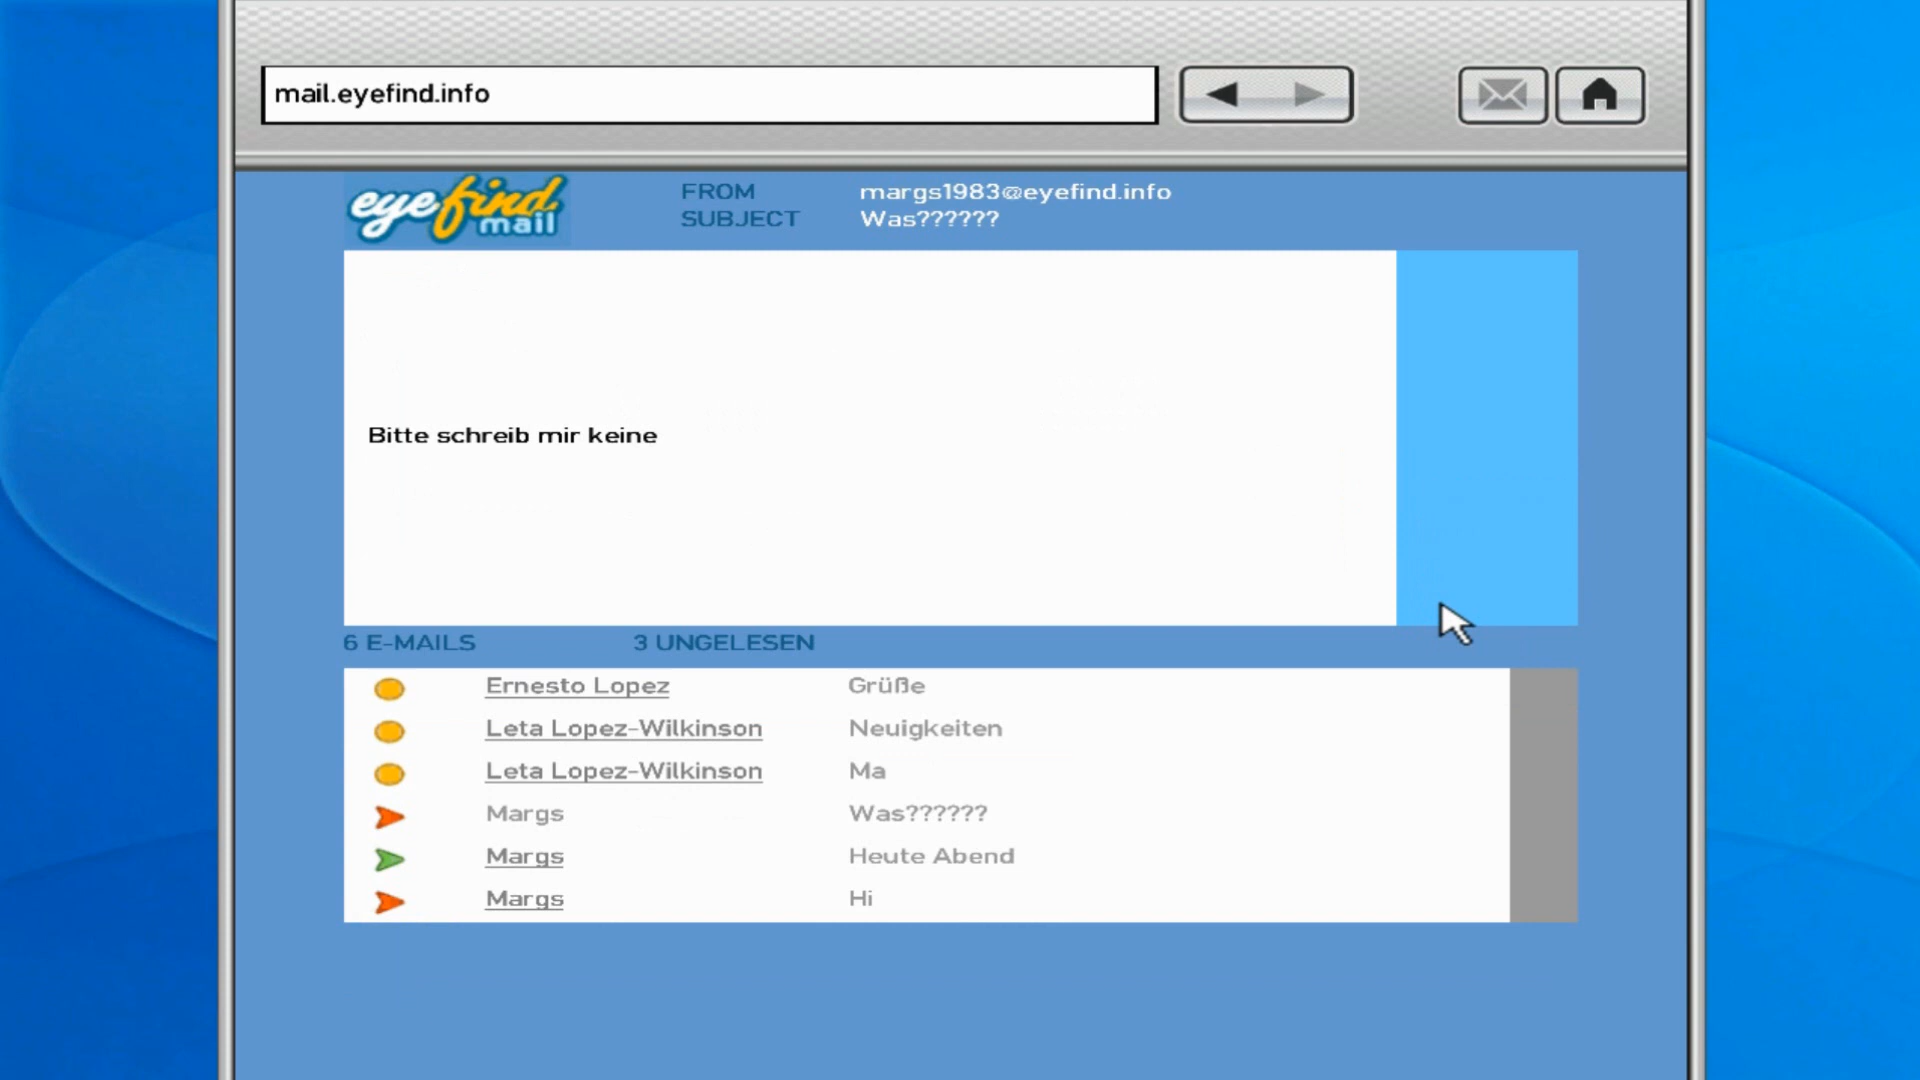 mail.eyefind.info
eyefind mail
FROM margs1983@eyefind.info
SUBJECT Was??????
Bitte schreib mir keine
6 E-MAILS 3 UNGELESEN
Ernesto Lopez Grüße
Leta Lopez-Wilkinson Neuigkeiten
Leta Lopez-Wilkinson Ma
Margs Was??????
Margs Heute Abend
Margs Hi